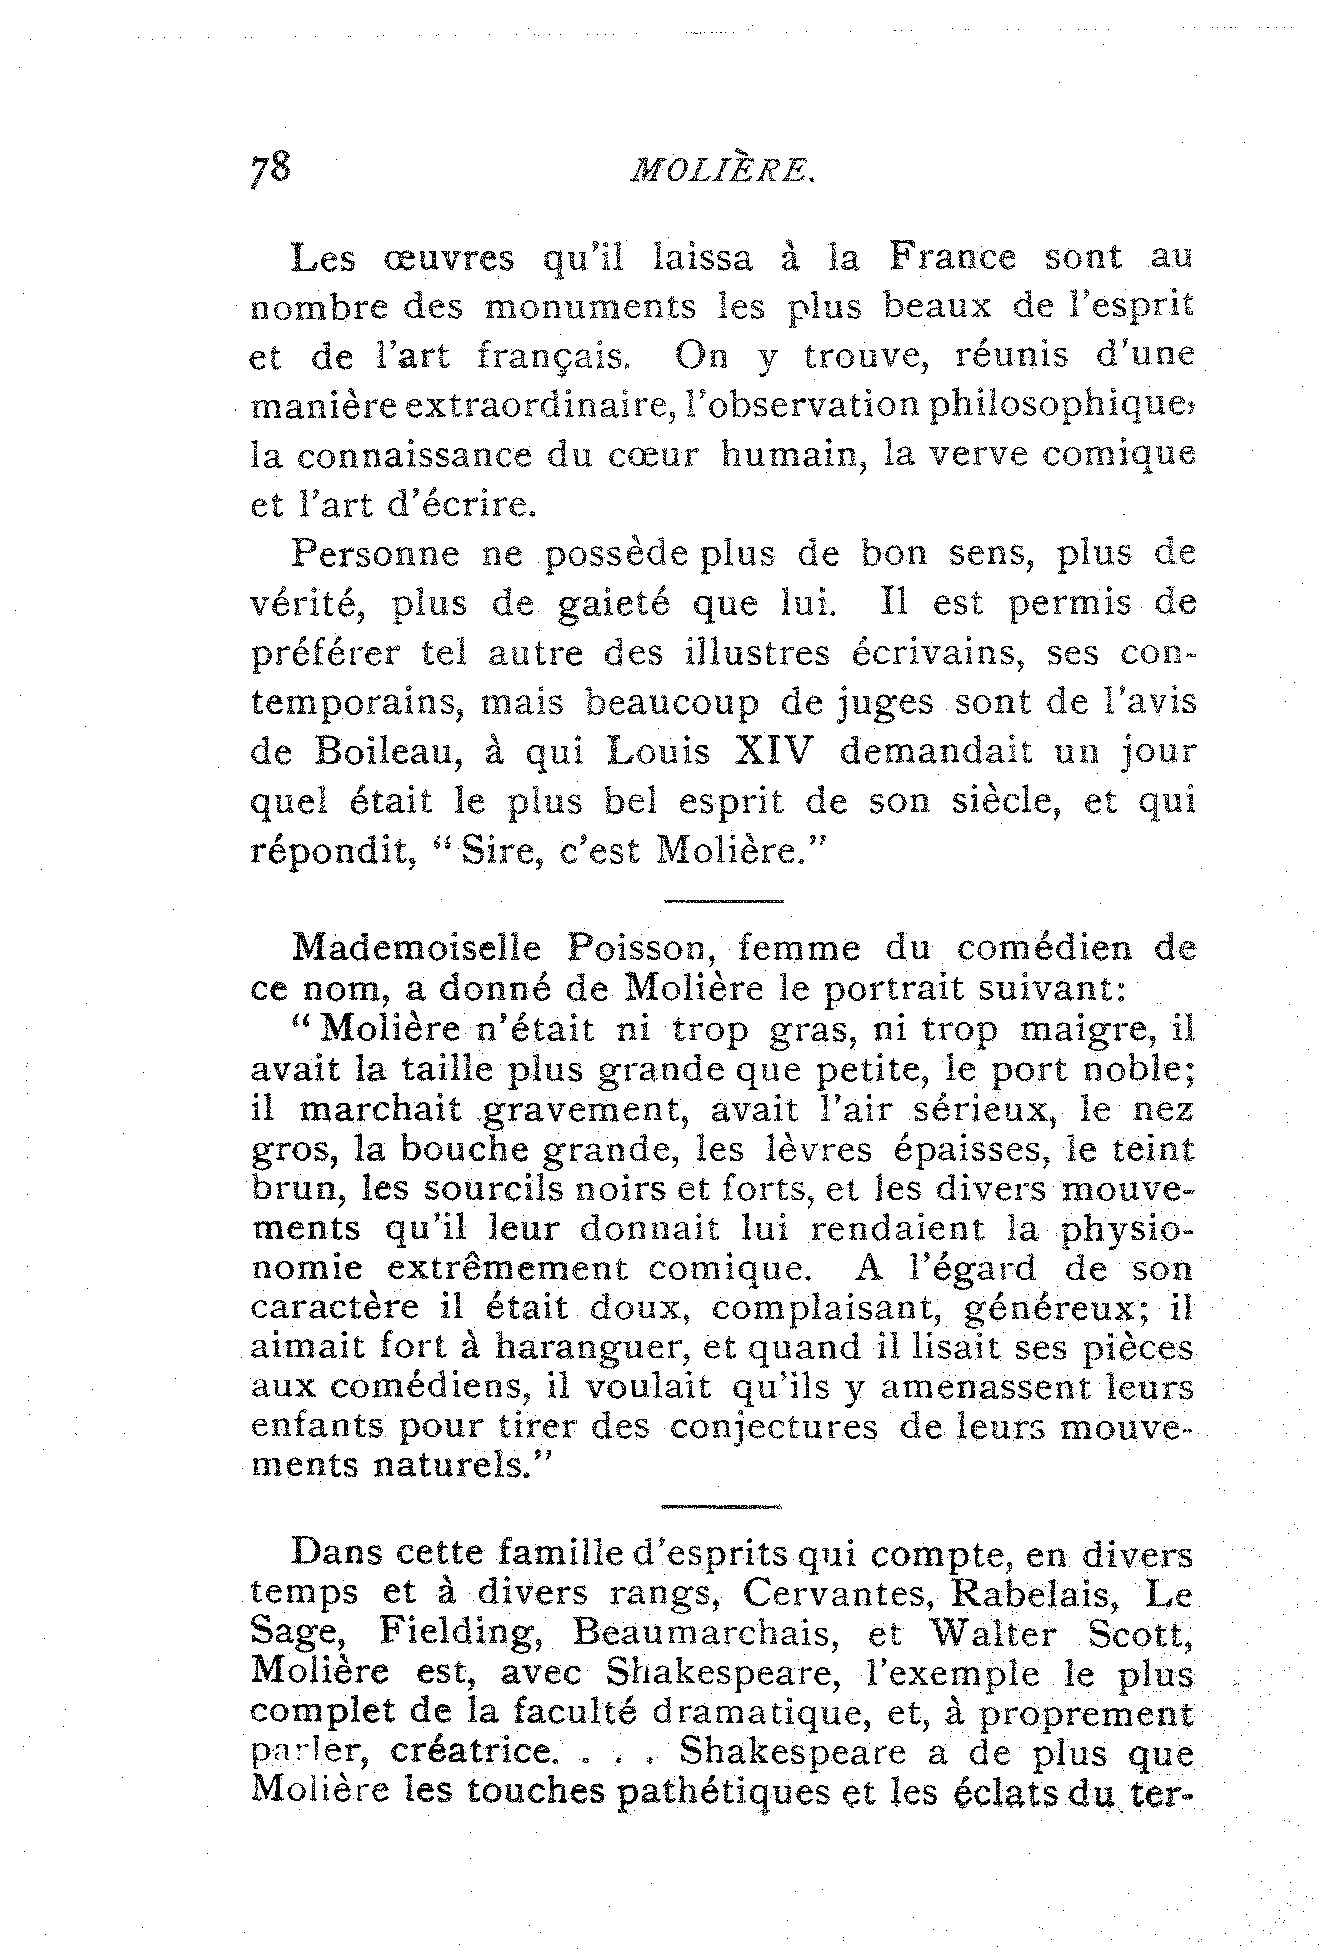 78 MOLIÈRE.
Les œuvres qu'il laissa à la France sont au
nombre des monuments les plus beaux de l'esprit
et de l'art français. On y trouve, réunis d'une
manière extraordinaire, l'observation philosophique,
la connaissance du cœur humain, la verve comique
et l'art d'écrire.
Personne ne possède plus de bon sens, plus de
vérité, plus de gaieté que lui. Il est permis de
préférer tel autre des illustres écrivains, ses con-
temporains, mais beaucoup de juges sont de l'avis
de Boileau, à qui Louis XIV demandait un jour
quel était le plus bel esprit de son siècle, et qui
répondit, “Sire, c'est Molière.”
Mademoiselle Poisson, femme du comédien de
ce nom, a donné de Molière le portrait suivant:
“Molière n'était ni trop gras, ni trop maigre, il
avait la taille plus grande que petite, le port noble;
il marchait gravement, avait l'air sérieux, le nez
gros, la bouche grande, les lèvres épaisses, le teint
brun, les sourcils noirs et forts, et les divers mouve-
ments qu'il leur donnait lui rendaient la physio-
nomie extrêmement comique. A l'égard de son
caractère il était doux, complaisant, généreux; il
aimait fort à haranguer, et quand il lisait ses pièces
aux comédiens, il voulait qu'ils y amenassent leurs
enfants pour tirer des conjectures de leurs mouve-
ments naturels.”
Dans cette famille d'esprits qui compte, en divers
temps et à divers rangs, Cervantes, Rabelais, Le
Sage, Fielding, Beaumarchais, et Walter Scott,
Molière est, avec Shakespeare, l'exemple le plus
complet de la faculté dramatique, et, à proprement
parler, créatrice. . . . Shakespeare a de plus que
Molière les touches pathétiques et les éclats du ter-